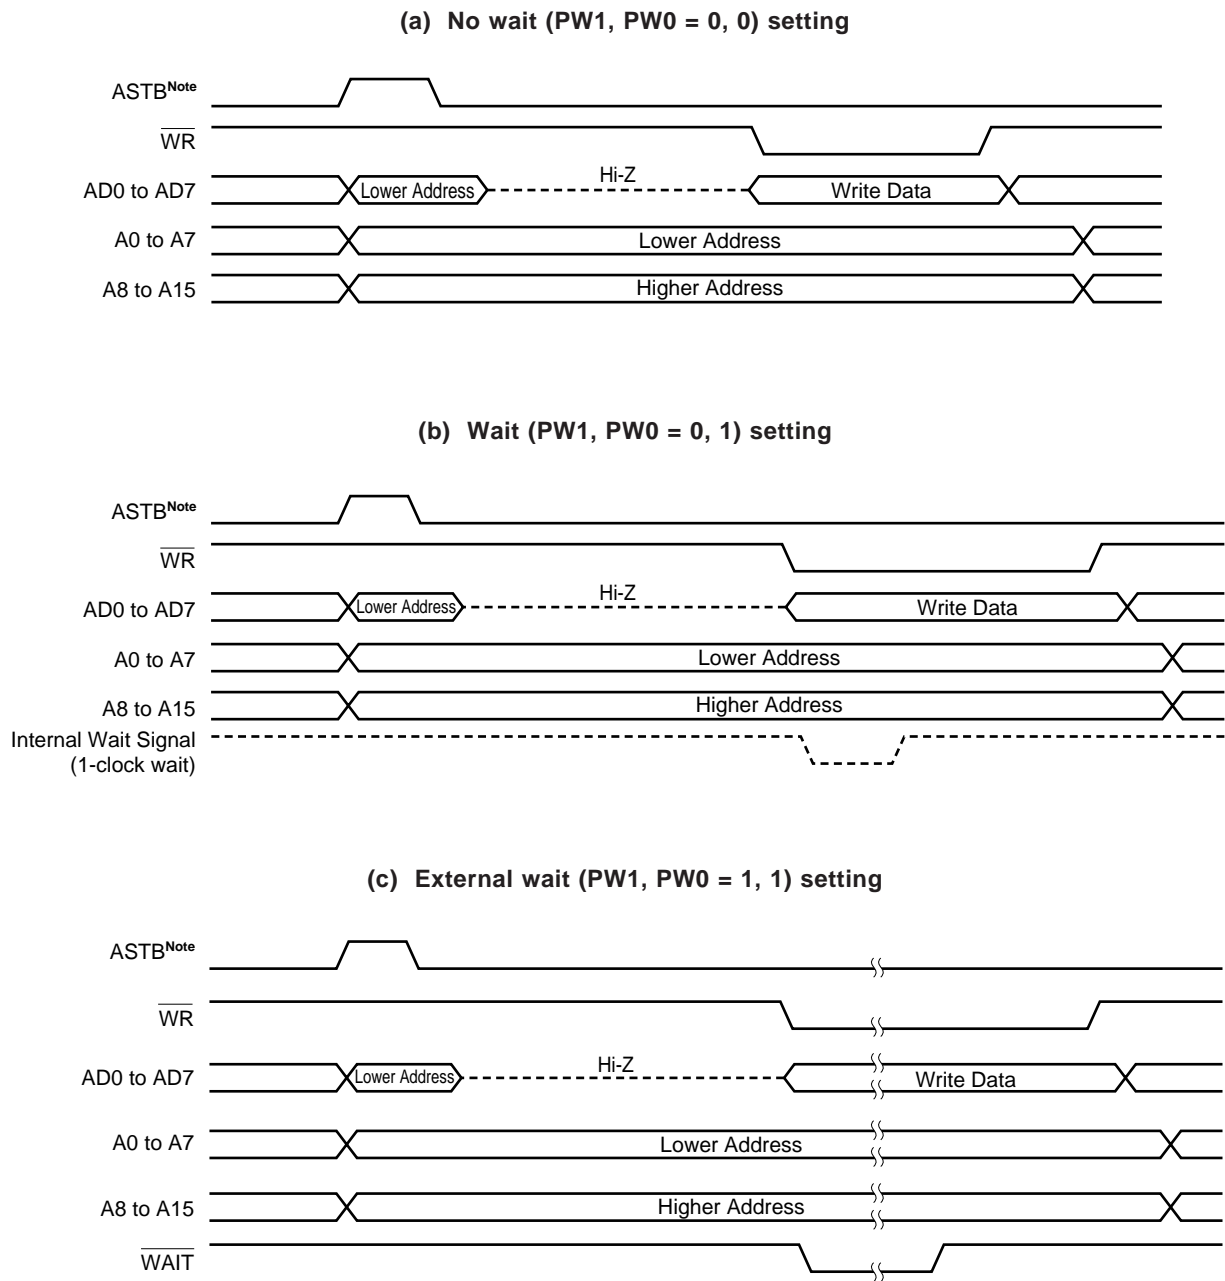 (a) No wait (PW1, PW0 = 0, 0) setting
ASTBNote
WR
AD0 to AD7
Lower Address
Hi-Z
Write Data
A0 to A7
Lower Address
A8 to A15
Higher Address
(b) Wait (PW1, PW0 = 0, 1) setting
ASTBNote
WR
AD0 to AD7
Lower Address
Hi-Z
Write Data
A0 to A7
Lower Address
A8 to A15
Higher Address
Internal Wait Signal
(1-clock wait)
(c) External wait (PW1, PW0 = 1, 1) setting
ASTBNote
WR
AD0 to AD7
Lower Address
Hi-Z
Write Data
A0 to A7
Lower Address
A8 to A15
Higher Address
WAIT